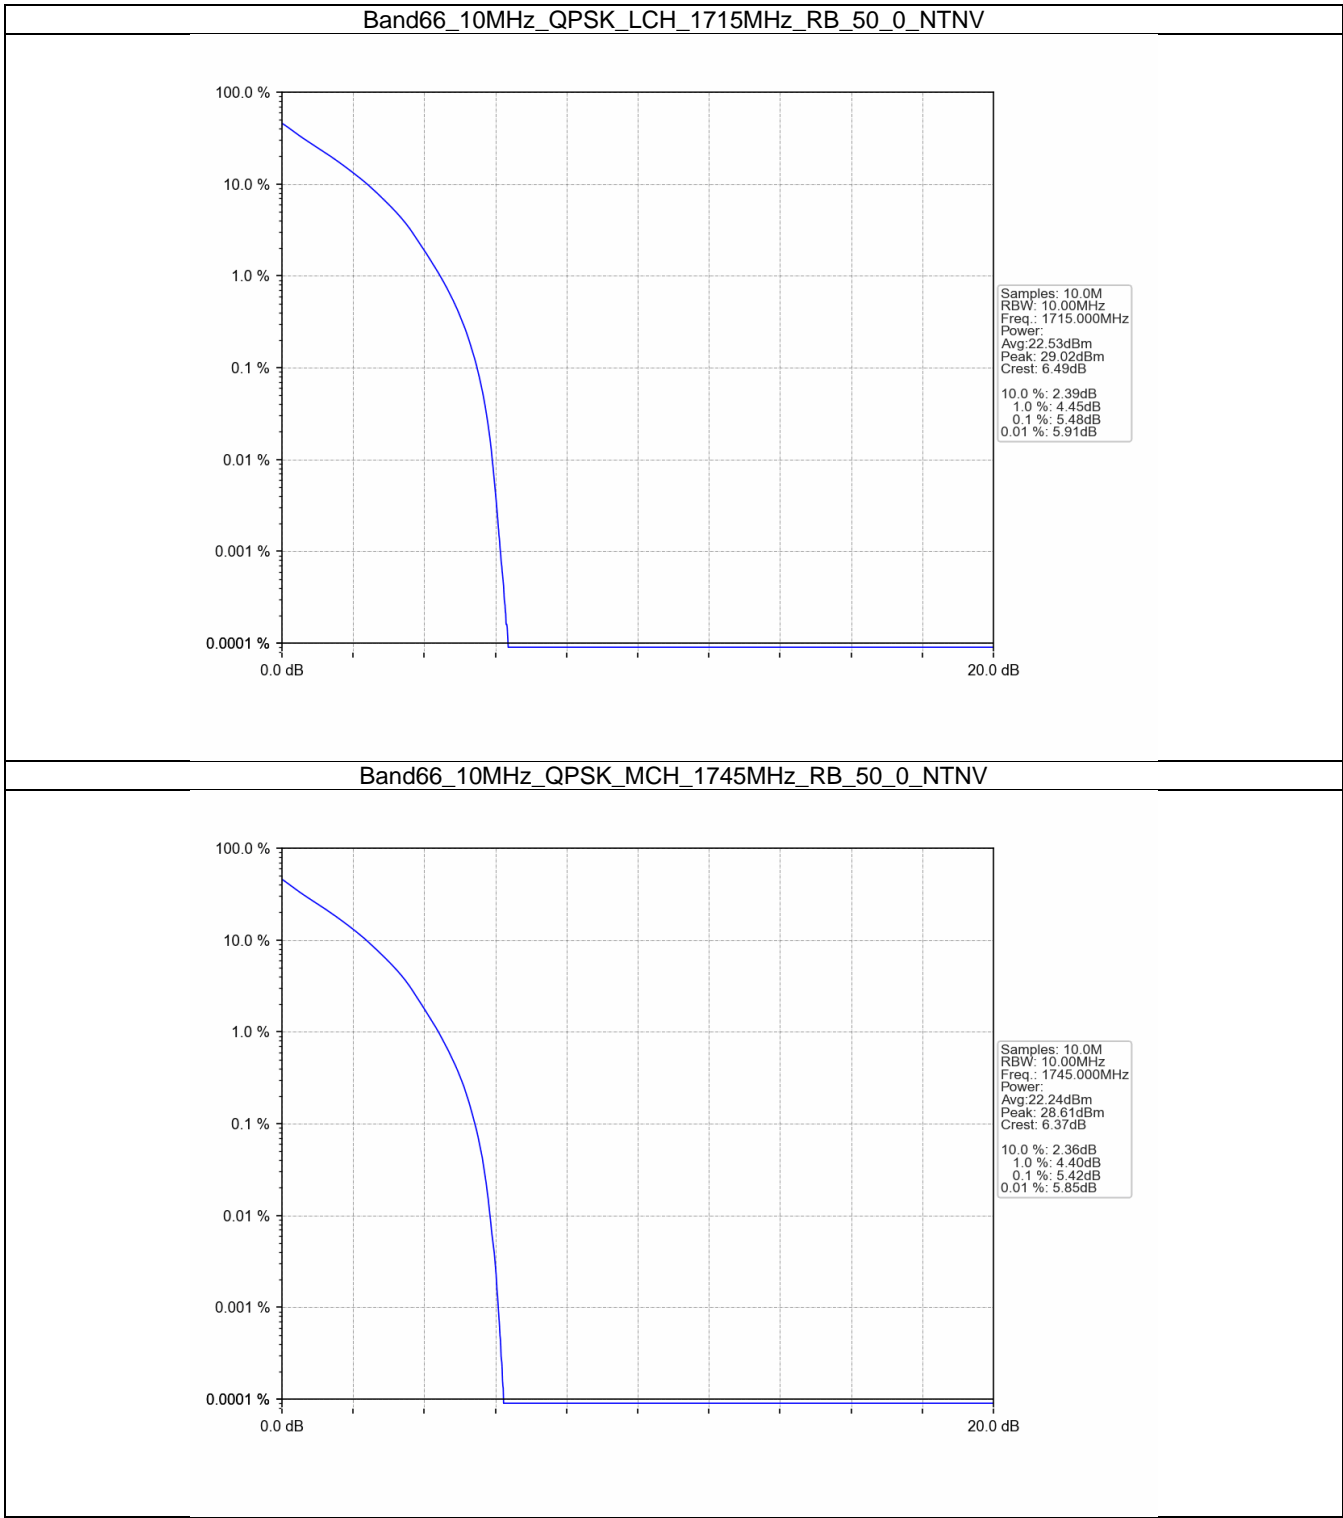 Band66_10MHz_QPSK_LCH_1715MHz_RB_50_0_NTNV
100.0 %
10.0 %
1.0 %
0.1 %
0.01 %
0.001 %
0.0001 %
0.0 dB
20.0 dB
Samples: 10.0M
RBW: 10.00MHz
Freq.: 1715.000MHz
Power:
Avg:22.53dBm
Peak: 29.02dBm
Crest: 6.49dB
10.0 %: 2.39dB
1.0 %: 4.45dB
0.1 %: 5.48dB
0.01 %: 5.91dB
Band66_10MHz_QPSK_MCH_1745MHz_RB_50_0_NTNV
100.0 %
10.0 %
1.0 %
0.1 %
0.01 %
0.001 %
0.0001 %
0.0 dB
20.0 dB
Samples: 10.0M
RBW: 10.00MHz
Freq.: 1745.000MHz
Power:
Avg:22.24dBm
Peak: 28.61dBm
Crest: 6.37dB
10.0 %: 2.36dB
1.0 %: 4.40dB
0.1 %: 5.42dB
0.01 %: 5.85dB